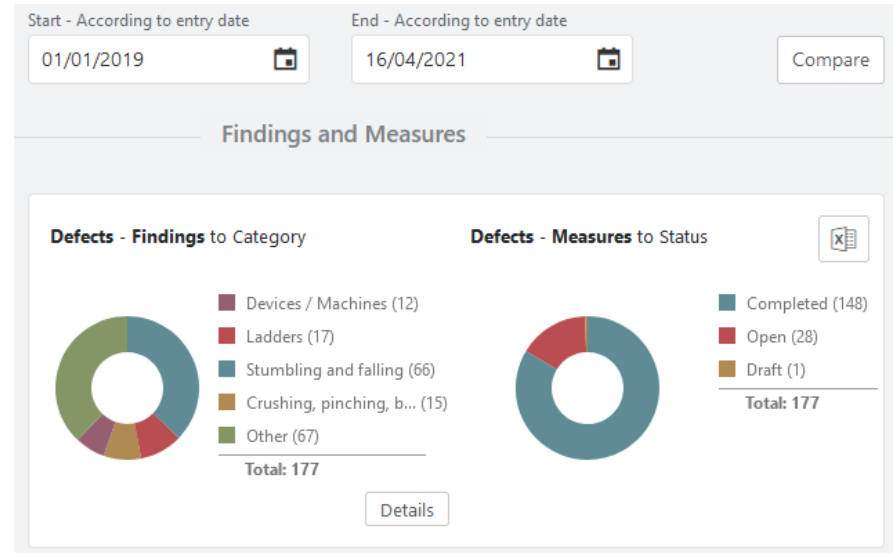 Start - According to entry date
End - According to entry date
01/01/2019
16/04/2021
Compare
Findings and Measures
Defects - Findings to Category
Defects - Measures to Status
Devices / Machines (12)
Ladders (17)
Stumbling and falling (66)
Crushing, pinching, b... (15)
Other (67)
Total: 177
Details
Completed (148)
Open (28)
Draft (1)
Total: 177